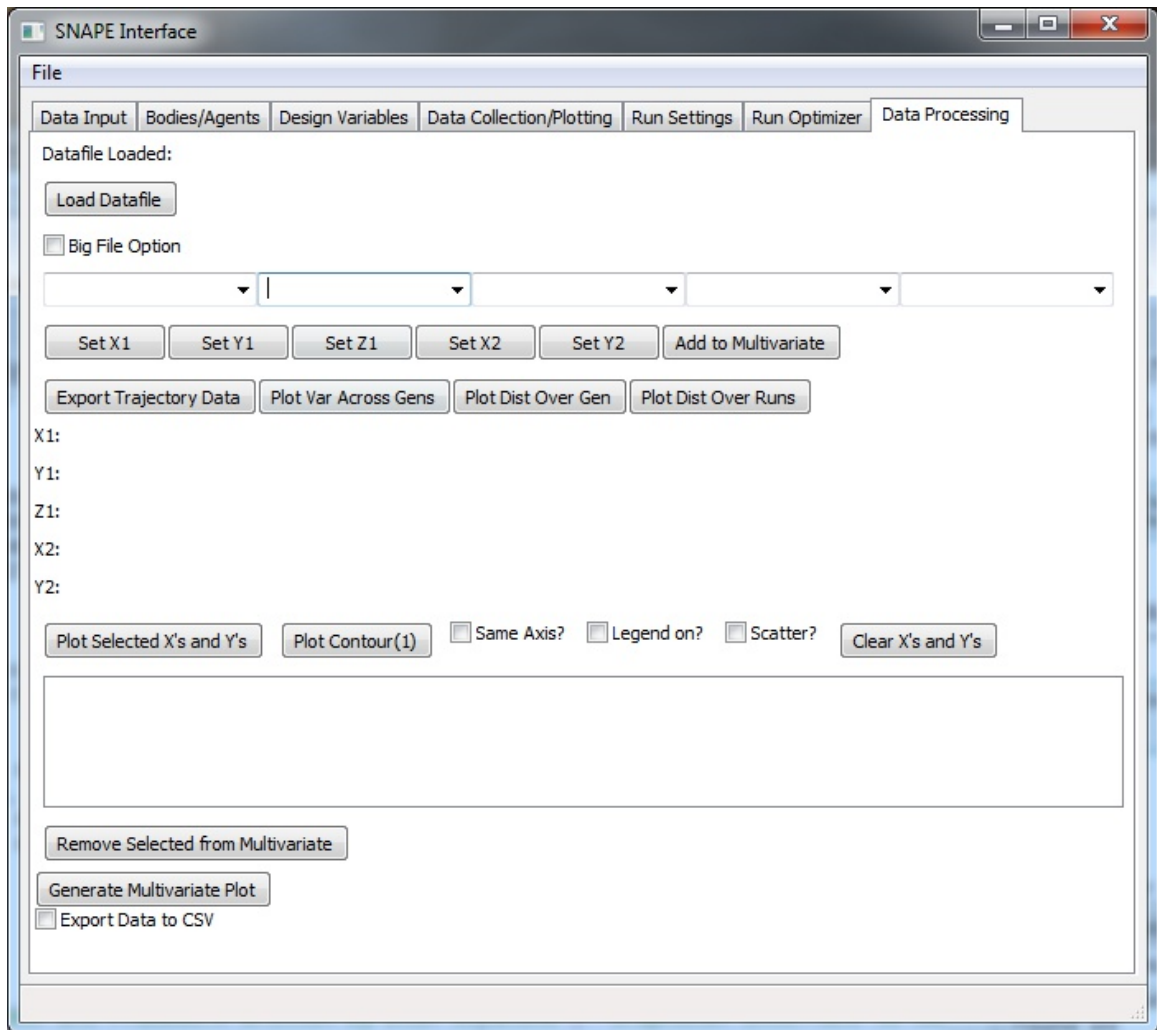 SNAPE Interface
File
Data Input Bodies/Agents Design Variables Data Collection/Plotting Run Settings Run Optimizer Data Processing
Datafile Loaded:
Load Datafile
Big File Option
Set X1 Set Y1 Set Z1 Set X2 Set Y2 Add to Multivariate
Export Trajectory Data Plot Var Across Gens Plot Dist Over Gen Plot Dist Over Runs
X1:
Y1:
Z1:
X2:
Y2:
Plot Selected X's and Y's Plot Contour(1) Same Axis? Legend on? Scatter? Clear X's and Y's
Remove Selected from Multivariate
Generate Multivariate Plot
Export Data to CSV